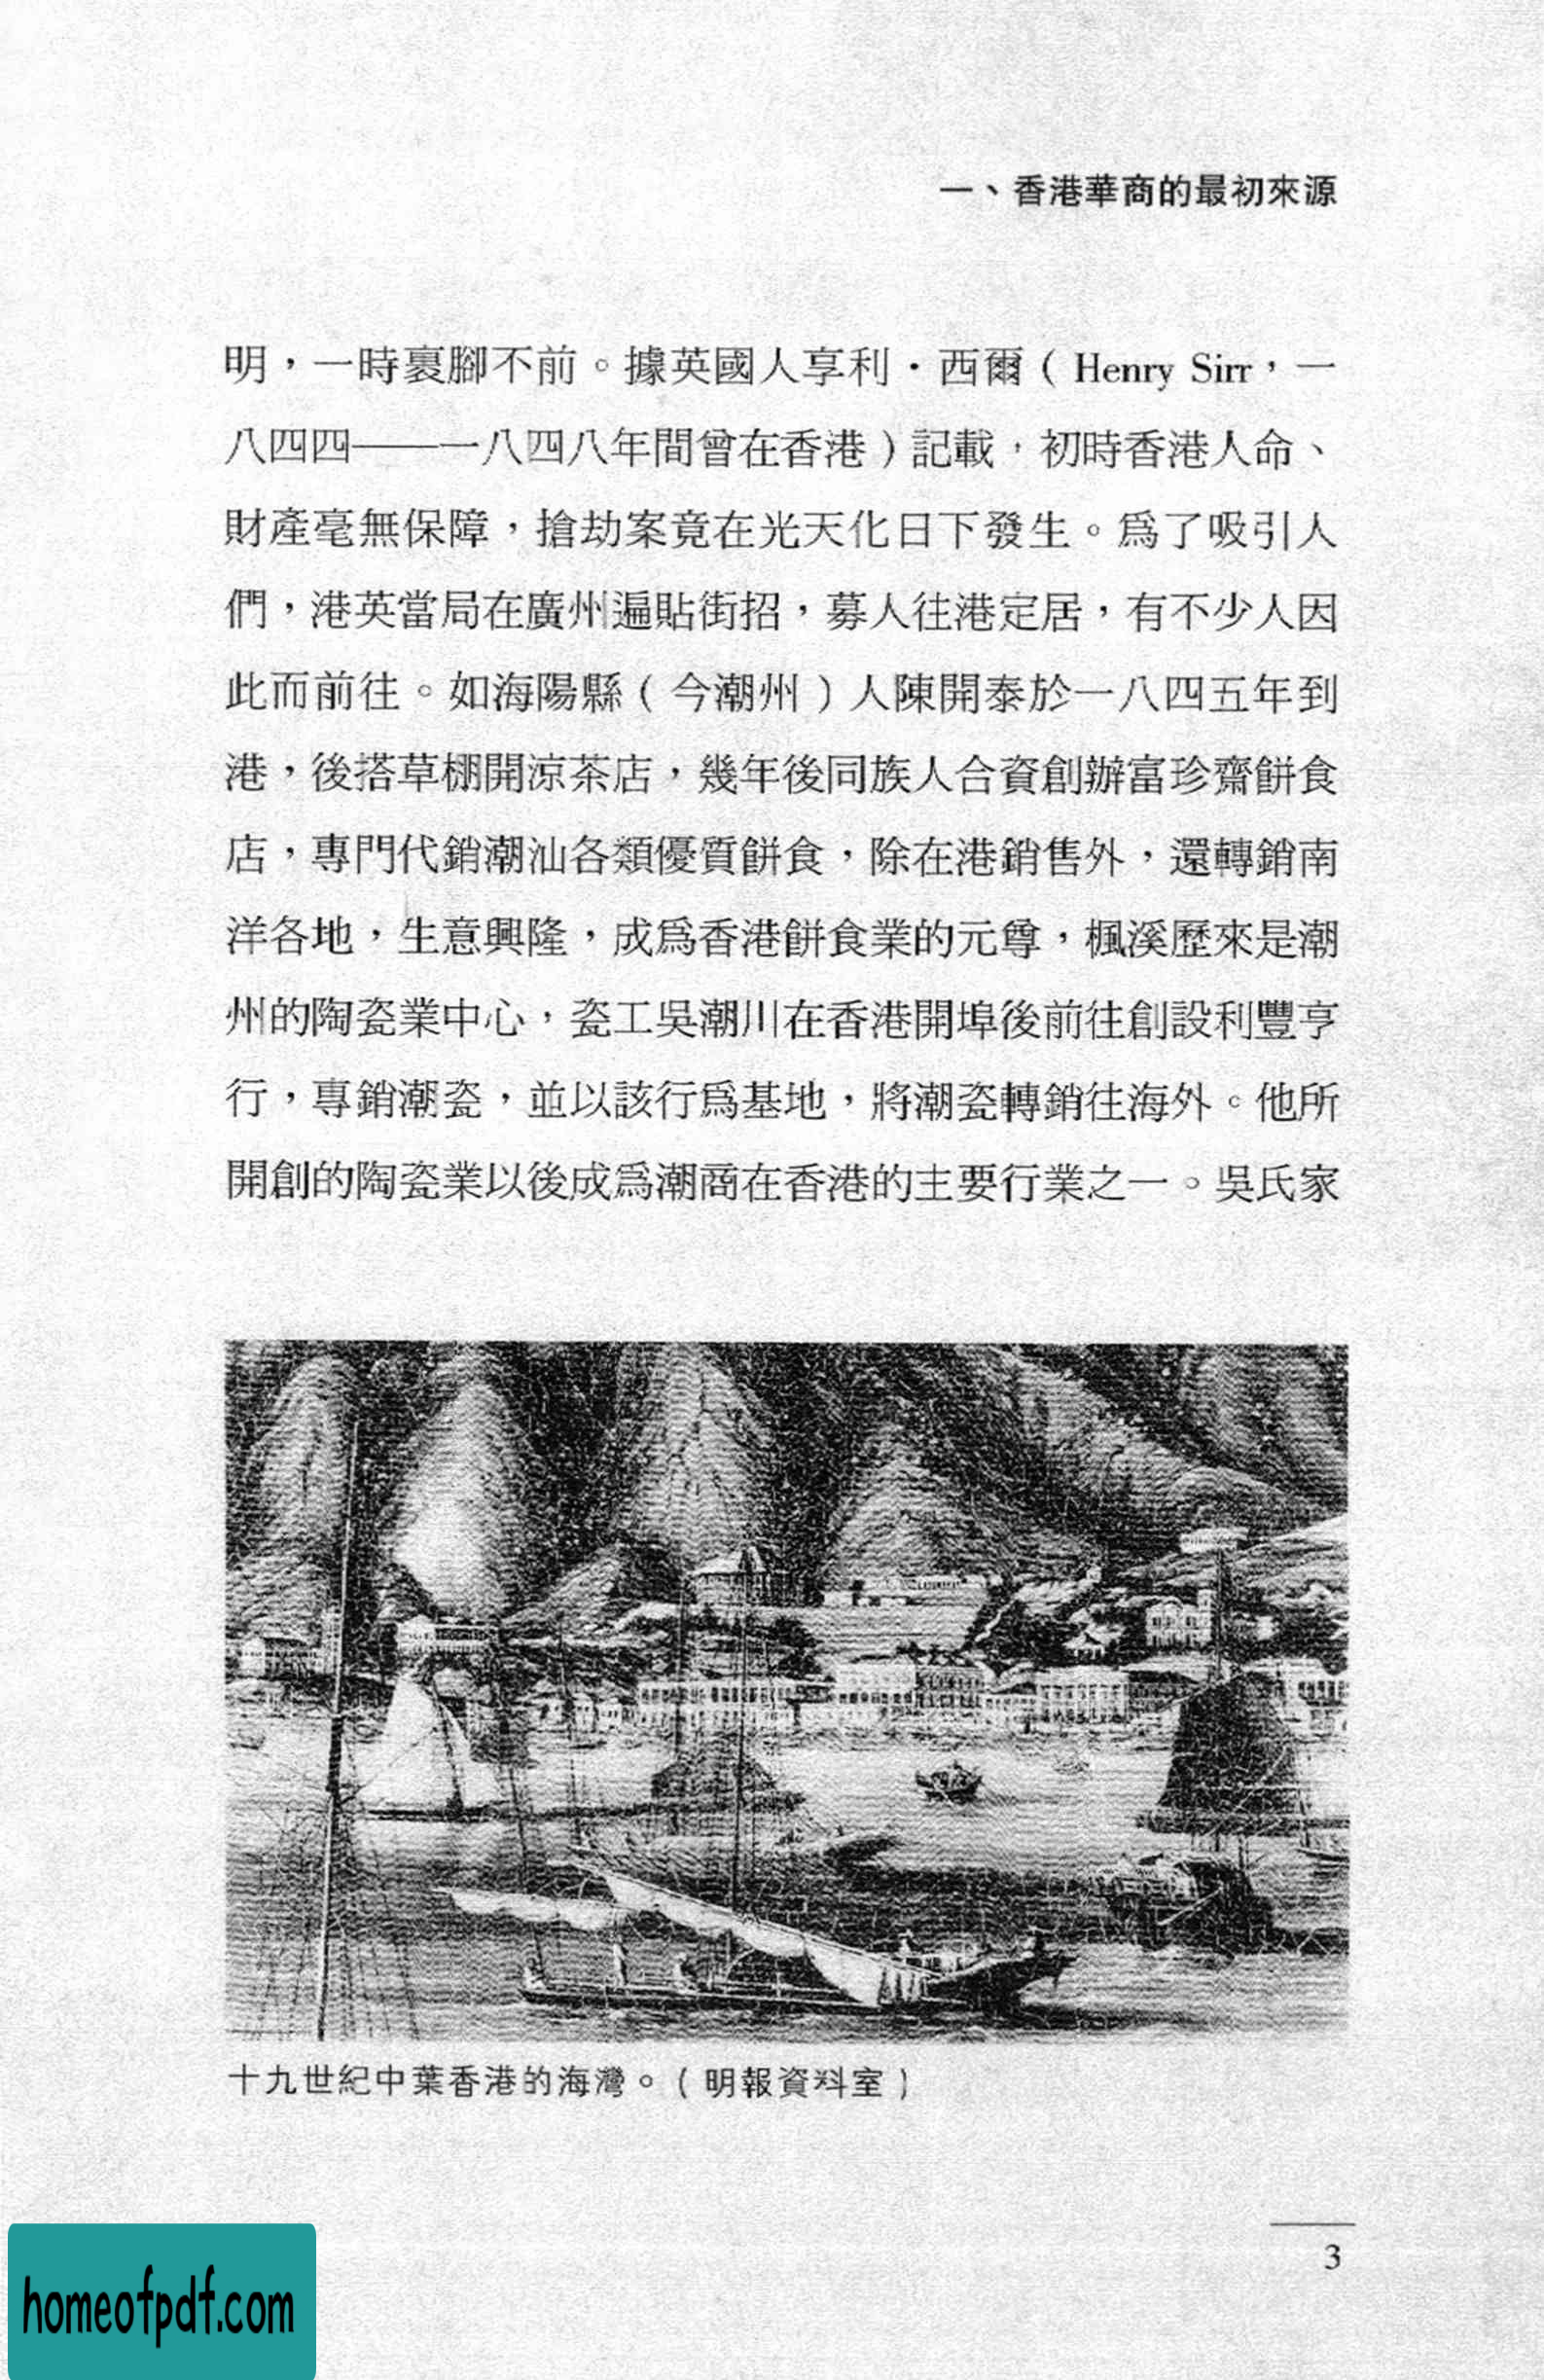 一、香港華商的最初來源
明，一時裹腳不前。據英國人享利·西爾（Henry Sirr，一
八四四——一八四八年間曾在香港）記載，初時香港人命、
財產毫無保障，搶劫案竟在光天化日下發生。爲了吸引人
們，港英當局在廣州遍貼街招，募人往港定居，有不少人因
此而前往。如海陽縣（今潮州）人陳開泰於一八四五年到
港，後搭草棚開涼茶店，幾年後同族人合資創辦富珍齋餅食
店，專門代銷潮汕各類優質餅食，除在港銷售外，還轉銷南
洋各地，生意興隆，成爲香港餅食業的元尊，楓溪歷來是潮
州的陶瓷業中心，瓷工吳潮川在香港開埠後前往創設利豐亨
行，專銷潮瓷，並以該行爲基地，將潮瓷轉銷往海外。他所
開創的陶瓷業以後成爲潮商在香港的主要行業之一。吳氏家
十九世紀中葉香港的海灣。（明報資料室）
3
homeofpdf.com